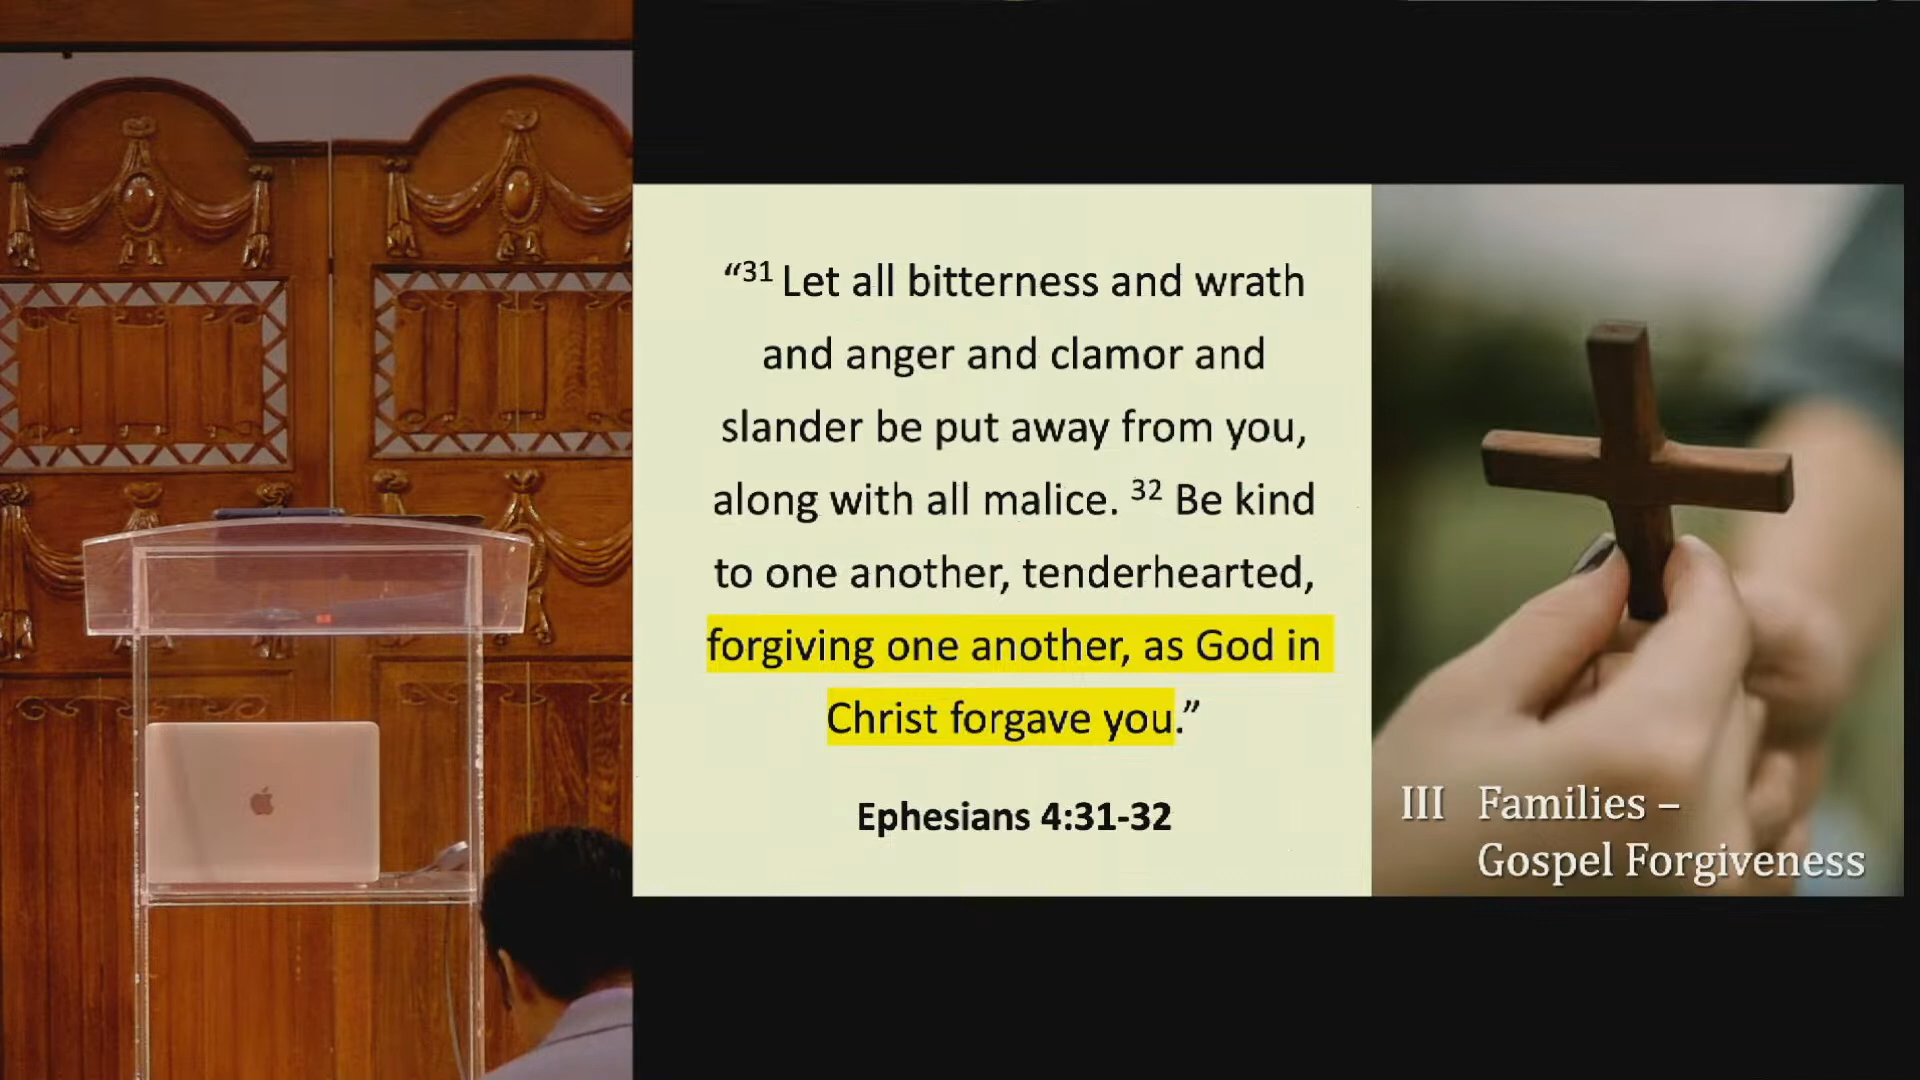 “³¹ Let all bitterness and wrath
and anger and clamor and
slander be put away from you,
along with all malice. ³² Be kind
to one another, tenderhearted,
forgiving one another, as God in
Christ forgave you.”
Ephesians 4:31-32
III Families –
Gospel Forgiveness